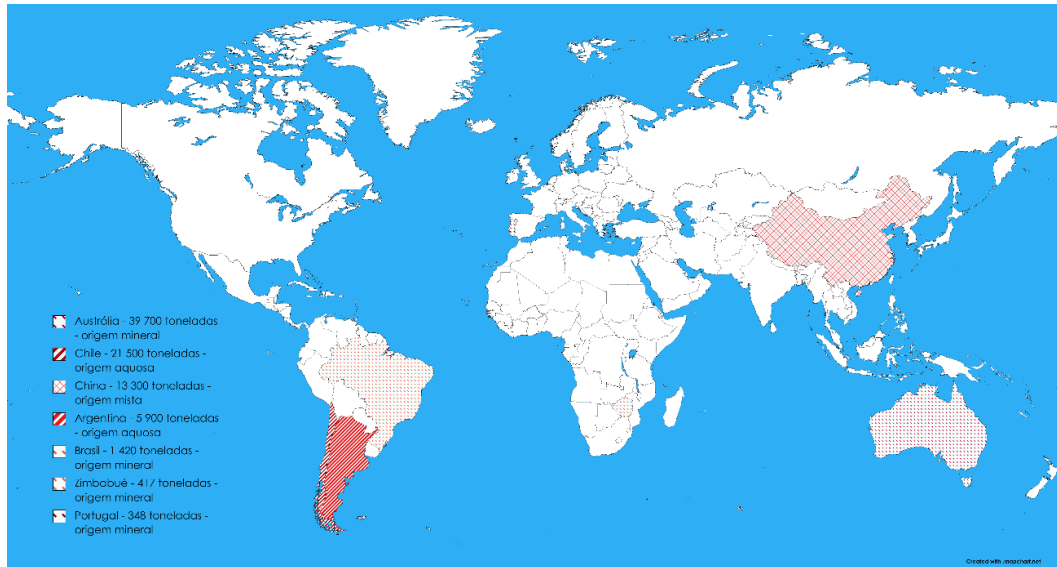 Austrália - 39 700 toneladas
- origem mineral
Chile - 21 500 toneladas -
origem aquosa
China - 13 300 toneladas -
origem mista
Argentina - 5 900 toneladas
- origem aquosa
Brasil - 1 420 toneladas -
origem mineral
Zimbabué - 417 toneladas -
origem mineral
Portugal - 348 toneladas -
origem mineral
Created with mapchart.net